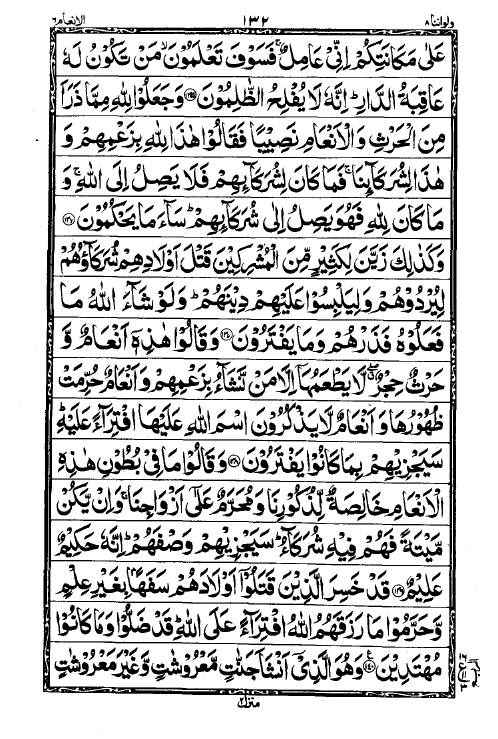 ولواننا ٨ ١٣٢ الانعام ٦
عَلٰى مَكَانَتِكُمْ اِنِّىْ عَامِلٌ ۚ فَسَوْفَ تَعْلَمُوْنَ ۙ مَنْ تَكُوْنُ لَهٗ
عَاقِبَةُ الدَّارِ ؕ اِنَّهٗ لَا يُفْلِحُ الظّٰلِمُوْنَ ﴿١٣٥﴾ وَجَعَلُوْا لِلّٰهِ مِمَّا ذَرَاَ
مِنَ الْحَرْثِ وَالْاَنْعَامِ نَصِيْبًا فَقَالُوْا هٰذَا لِلّٰهِ بِزَعْمِهِمْ وَ
هٰذَا لِشُرَكَآئِنَا ۚ فَمَا كَانَ لِشُرَكَآئِهِمْ فَلَا يَصِلُ اِلَى اللّٰهِ ۚ وَ
مَا كَانَ لِلّٰهِ فَهُوَ يَصِلُ اِلٰى شُرَكَآئِهِمْ ؕ سَآءَ مَا يَحْكُمُوْنَ ﴿١٣٦﴾
وَكَذٰلِكَ زَيَّنَ لِكَثِيْرٍ مِّنَ الْمُشْرِكِيْنَ قَتْلَ اَوْلَادِهِمْ شُرَكَآؤُهُمْ
لِيُرْدُوْهُمْ وَلِيَلْبِسُوْا عَلَيْهِمْ دِيْنَهُمْ ؕ وَلَوْ شَآءَ اللّٰهُ مَا
فَعَلُوْهُ فَذَرْهُمْ وَمَا يَفْتَرُوْنَ ﴿١٣٧﴾ وَقَالُوْا هٰذِهٖۤ اَنْعَامٌ وَّ
حَرْثٌ حِجْرٌ ۖ لَّا يَطْعَمُهَاۤ اِلَّا مَنْ نَّشَآءُ بِزَعْمِهِمْ وَاَنْعَامٌ حُرِّمَتْ
ظُهُوْرُهَا وَاَنْعَامٌ لَّا يَذْكُرُوْنَ اسْمَ اللّٰهِ عَلَيْهَا افْتِرَآءً عَلَيْهِ ؕ
سَيَجْزِيْهِمْ بِمَا كَانُوْا يَفْتَرُوْنَ ﴿١٣٨﴾ وَقَالُوْا مَا فِىْ بُطُوْنِ هٰذِهِ
الْاَنْعَامِ خَالِصَةٌ لِّذُكُوْرِنَا وَمُحَرَّمٌ عَلٰٓى اَزْوَاجِنَا ۚ وَاِنْ يَّكُنْ
مَّيْتَةً فَهُمْ فِيْهِ شُرَكَآءُ ؕ سَيَجْزِيْهِمْ وَصْفَهُمْ ؕ اِنَّهٗ حَكِيْمٌ
عَلِيْمٌ ﴿١٣٩﴾ قَدْ خَسِرَ الَّذِيْنَ قَتَلُوْۤا اَوْلَادَهُمْ سَفَهًۢا بِغَيْرِ عِلْمٍ
وَّحَرَّمُوْا مَا رَزَقَهُمُ اللّٰهُ افْتِرَآءً عَلَى اللّٰهِ ؕ قَدْ ضَلُّوْا وَمَا كَانُوْا
مُهْتَدِيْنَ ﴿١٤٠﴾ وَهُوَ الَّذِىْۤ اَنْشَاَ جَنّٰتٍ مَّعْرُوْشٰتٍ وَّغَيْرَ مَعْرُوْشٰتٍ
منزل ٢